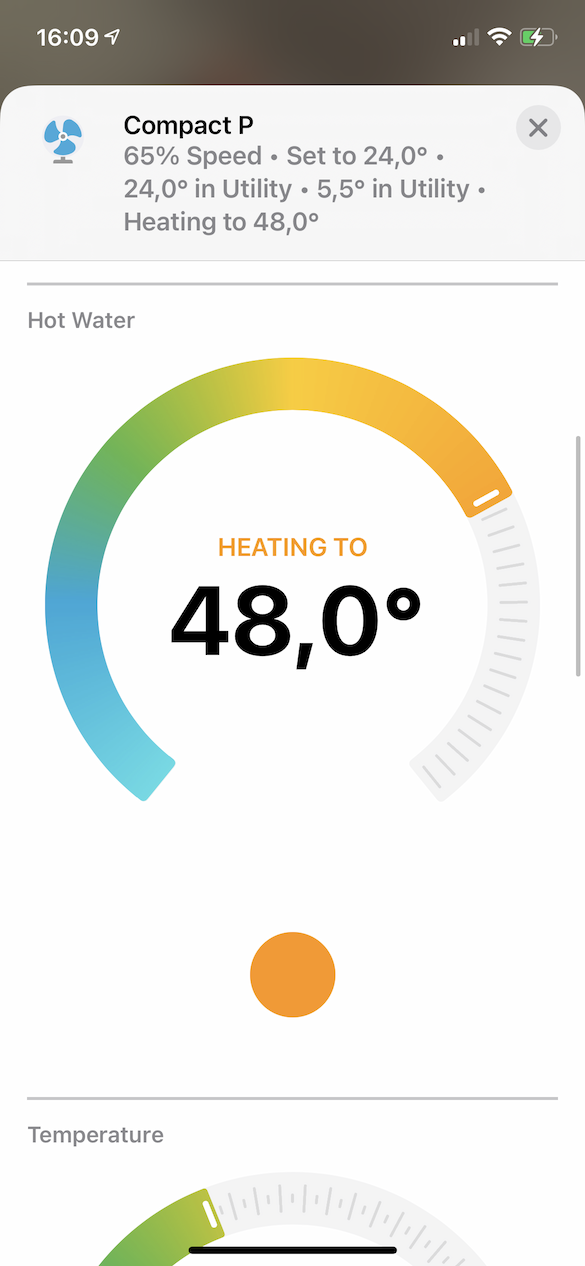 16:09
Compact P
65% Speed • Set to 24,0° •
24,0° in Utility • 5,5° in Utility •
Heating to 48,0°
Hot Water
HEATING TO
48,0°
Temperature